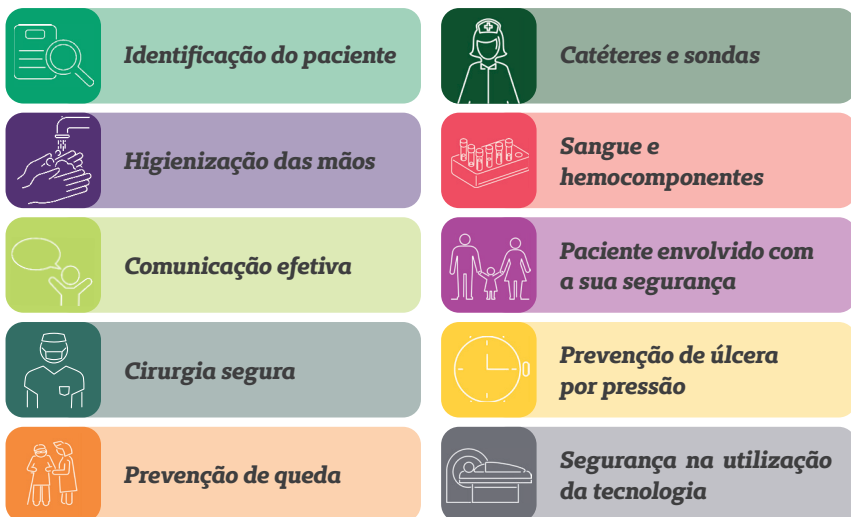 Identificação do paciente
Higienização das mãos
Comunicação efetiva
Cirurgia segura
Prevenção de queda
Catéteres e sondas
Sangue e
hemocomponentes
Paciente envolvido com
a sua segurança
Prevenção de úlcera
por pressão
Segurança na utilização
da tecnologia